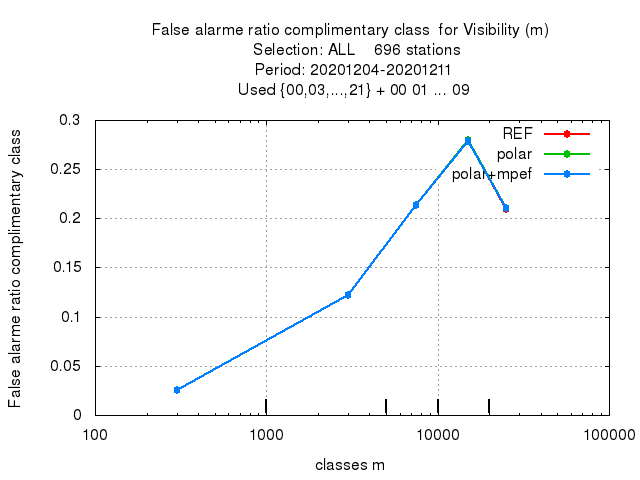 False alarme ratio complimentary class for Visibility (m)
Selection: ALL 696 stations
Period: 20201204-20201211
Used {00,03,...,21} + 00 01 ... 09
False alarme ratio complimentary class
0.3
0.25
0.2
0.15
0.1
0.05
0
REF
polar
polar+mpef
100
1000
10000
100000
classes m